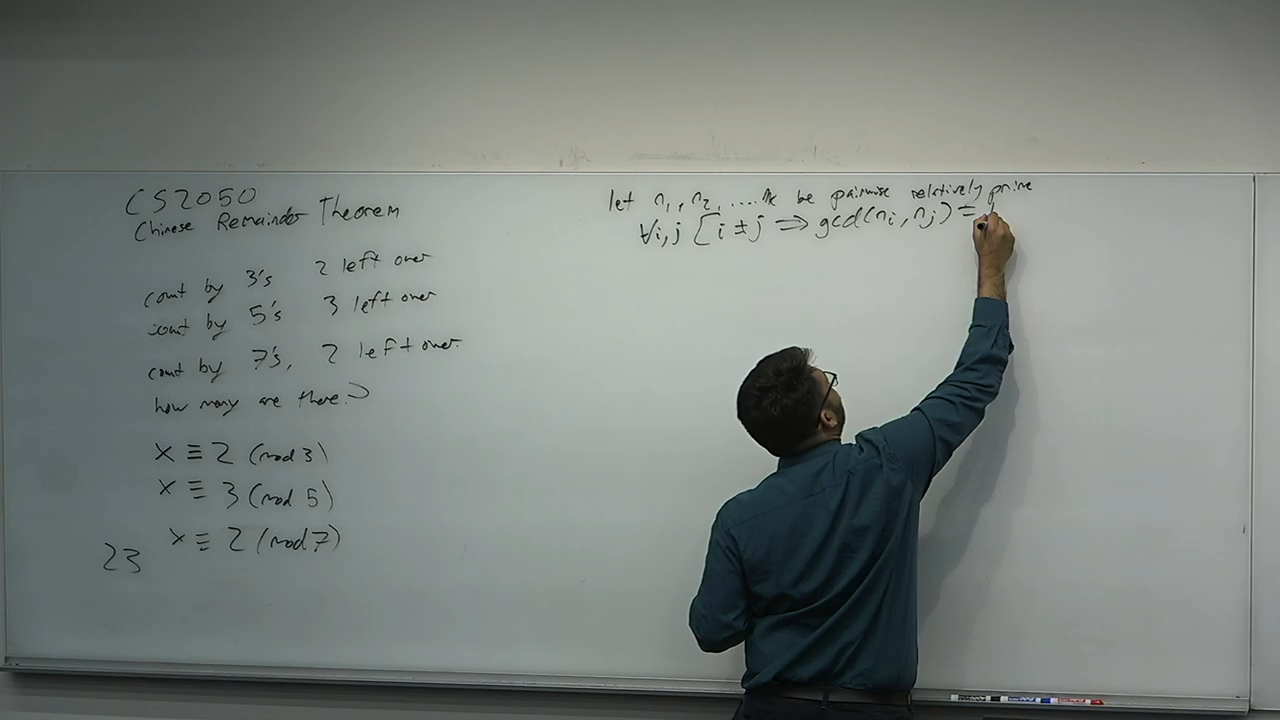 CS2050
Chinese Remainder Theorem
count by 3's 2 left over
count by 5's 3 left over
count by 7's, 2 left over.
how many are there?
x ≡ 2 (mod 3)
x ≡ 3 (mod 5)
x ≡ 2 (mod 7)
23
let n₁, n₂, .... nₖ be pairwise relatively prime
∀i,j [i ≠ j ⇒ gcd(nᵢ, nⱼ) =